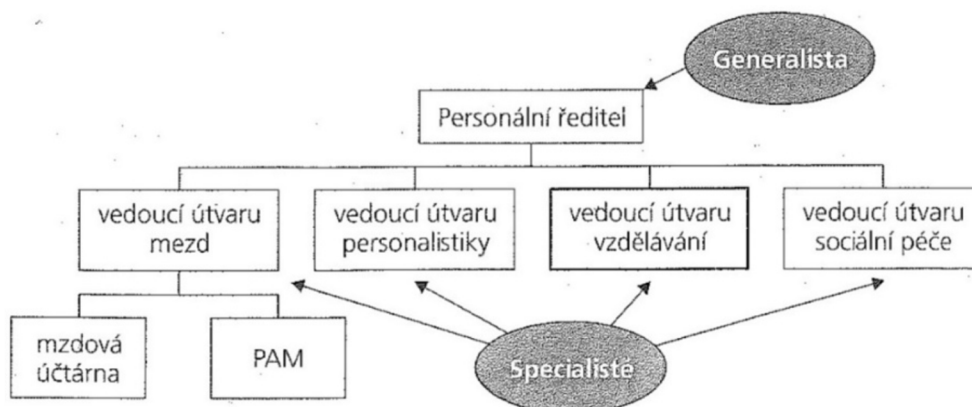 Generalista
Personální ředitel
vedoucí útvaru
mezd
vedoucí útvaru
personalistiky
vedoucí útvaru
vzdělávání
vedoucí útvaru
sociální péče
mzdová
účtárna
PAM
Specialisté